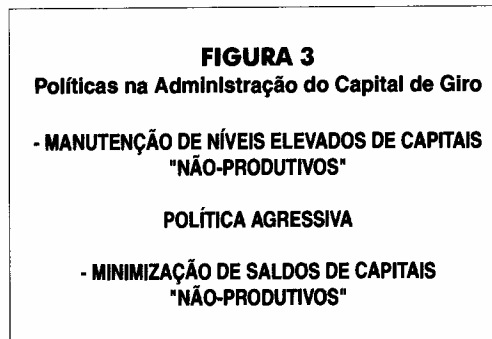 FIGURA 3
Políticas na Administração do Capital de Giro
- MANUTENÇÃO DE NÍVEIS ELEVADOS DE CAPITAIS
"NÃO-PRODUTIVOS"
POLÍTICA AGRESSIVA
- MINIMIZAÇÃO DE SALDOS DE CAPITAIS
"NÃO-PRODUTIVOS"